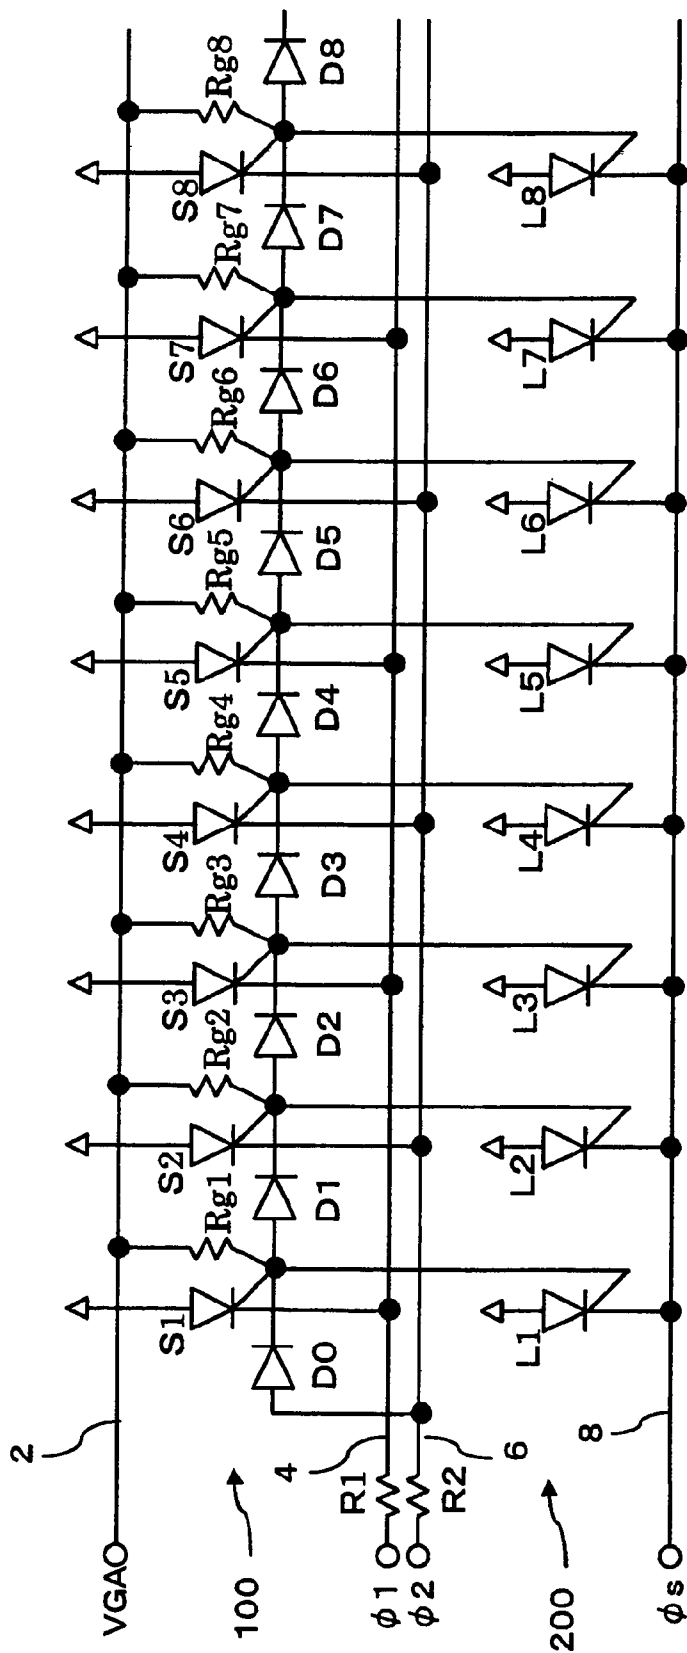 VGA
2
100
S1
S2
S3
S4
S5
S6
S7
S8
Rg1
Rg2
Rg3
Rg4
Rg5
Rg6
Rg7
Rg8
D0
D1
D2
D3
D4
D5
D6
D7
D8
4
R1
ϕ1
6
R2
ϕ2
200
L1
L2
L3
L4
L5
L6
L7
L8
8
ϕs